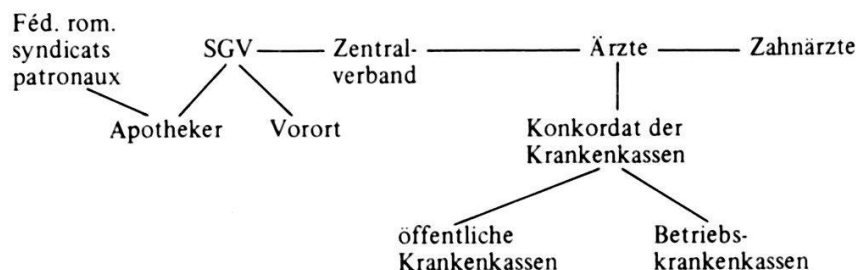 Féd. rom.
syndicats
patronaux
SGV
Zentral-
verband
Ärzte
Zahnärzte
Apotheker
Vorort
Konkordat der
Krankenkassen
öffentliche
Krankenkassen
Betriebs-
krankenkassen